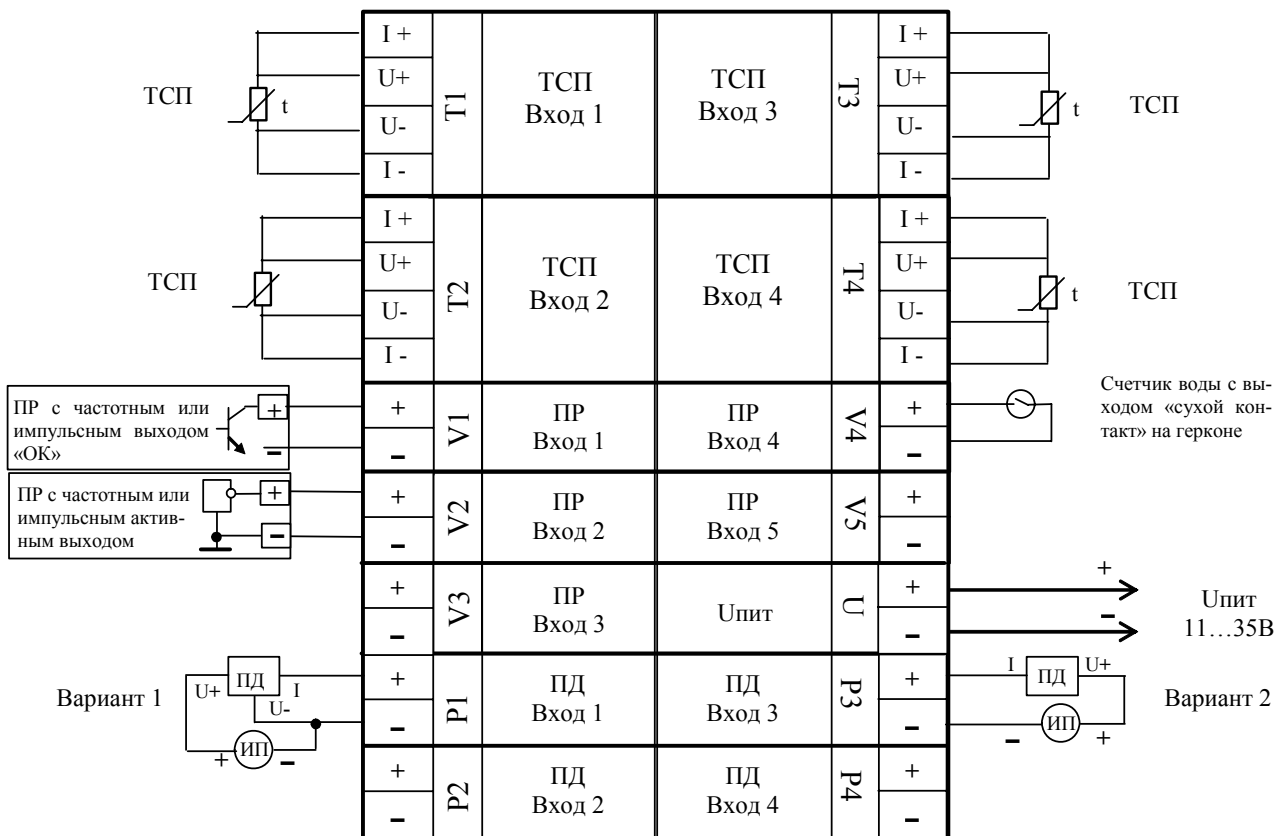 I + I +
ТСП U+ Т1 ТСП Вход 1 ТСП Вход 3 Т3 U+ ТСП
t t
U- U-
I - I -
I + I +
ТСП U+ Т2 ТСП Вход 2 ТСП Вход 4 Т4 U+ ТСП
t
U- U-
I - I -
ПР с частотным или
импульсным выходом
«ОК»
+
−
+
−
V1
ПР
Вход 1
ПР
Вход 4
V4
+
−
Счетчик воды с вы-
ходом «сухой кон-
такт» на герконе
ПР с частотным или
импульсным актив-
ным выходом
+
−
+
−
V2
ПР
Вход 2
ПР
Вход 5
V5
+
−
+
−
V3
ПР
Вход 3
Uпит
U
+
−
+
−
Uпит
11…35В
Вариант 1
U+ ПД I
U-
ИП
+ −
+
−
P1
ПД
Вход 1
ПД
Вход 3
P3
+
−
I ПД U+
ИП
− +
Вариант 2
+
−
P2
ПД
Вход 2
ПД
Вход 4
P4
+
−